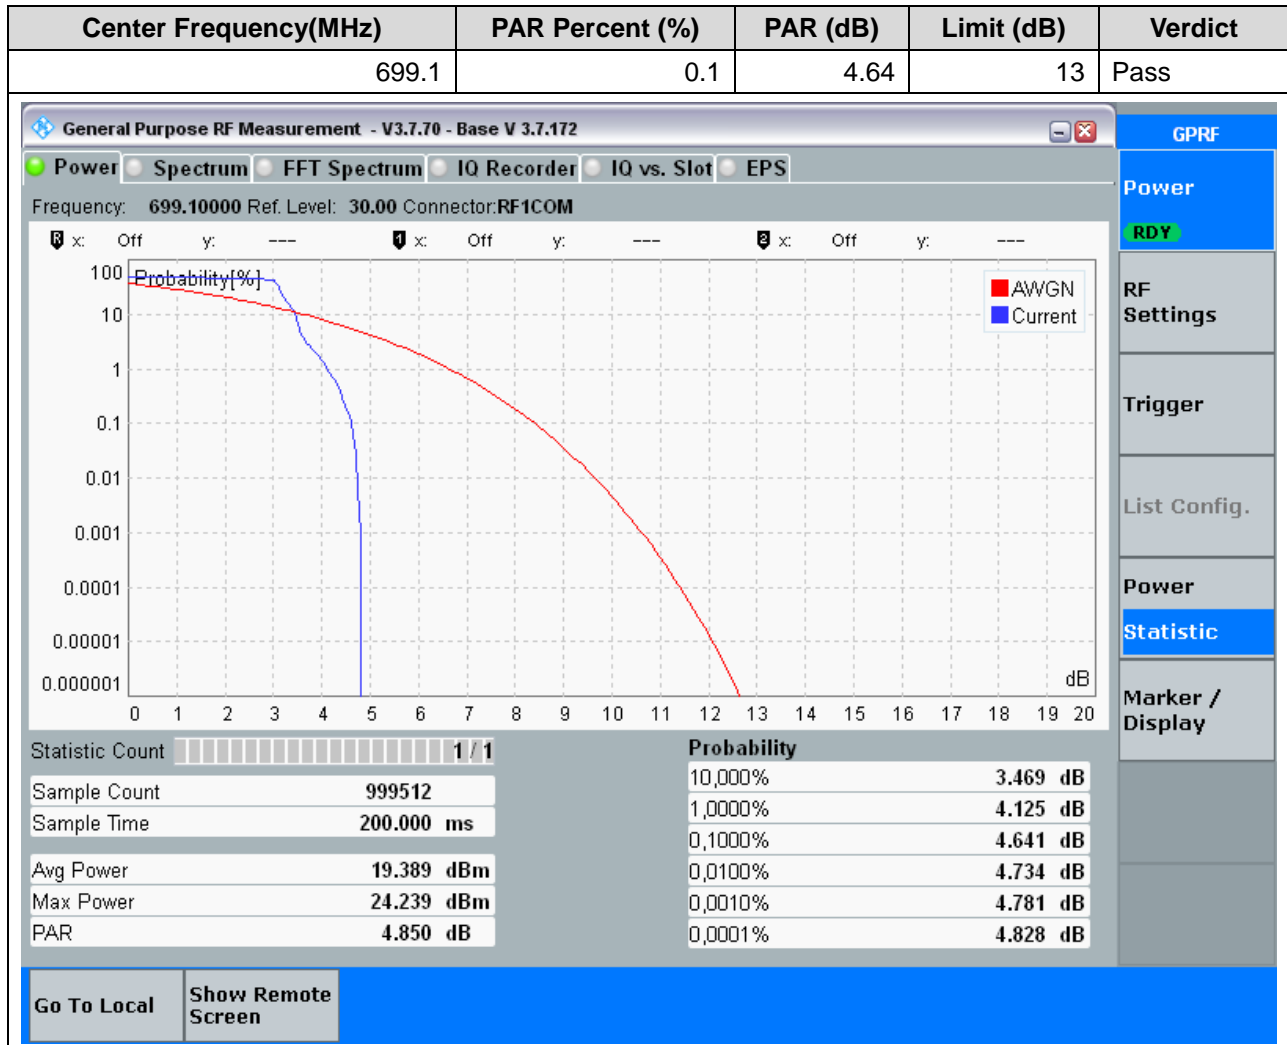 Center Frequency(MHz) PAR Percent (%) PAR (dB) Limit (dB) Verdict
699.1 0.1 4.64 13 Pass
General Purpose RF Measurement - V3.7.70 - Base V 3.7.172
GPRF
Power Spectrum FFT Spectrum IQ Recorder IQ vs. Slot EPS
Power
RDY
Frequency: 699.10000 Ref. Level: 30.00 Connector:RF1COM
R x: Off y: --- 1 x: Off y: --- 2 x: Off y: ---
Probability[%]
AWGN
Current
100
10
1
0.1
0.01
0.001
0.0001
0.00001
0.000001
dB
0 1 2 3 4 5 6 7 8 9 10 11 12 13 14 15 16 17 18 19 20
RF
Settings
Trigger
List Config.
Power
Statistic
Marker /
Display
Statistic Count 1 / 1
Sample Count 999512
Sample Time 200.000 ms
Avg Power 19.389 dBm
Max Power 24.239 dBm
PAR 4.850 dB
Probability
10,000% 3.469 dB
1,0000% 4.125 dB
0,1000% 4.641 dB
0,0100% 4.734 dB
0,0010% 4.781 dB
0,0001% 4.828 dB
Go To Local
Show Remote
Screen